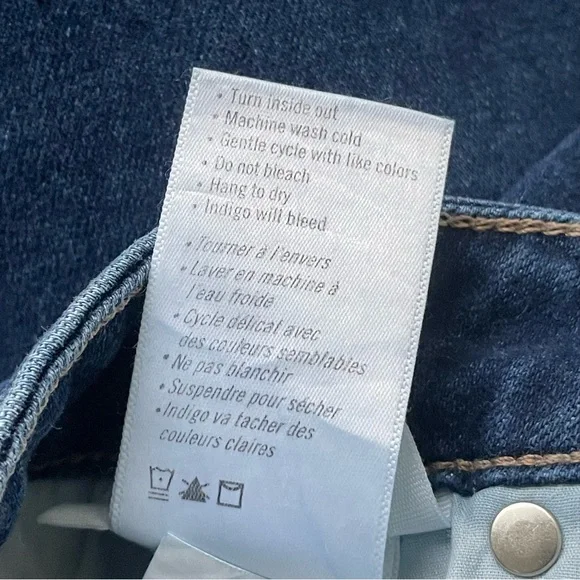 • Turn inside out
• Machine wash cold
• Gentle cycle with like colors
• Do not bleach
• Hang to dry
• Indigo will bleed
• Tourner à l'envers
• Laver en machine à
l'eau froide
• Cycle délicat avec
des couleurs semblables
• Ne pas blanchir
• Suspendre pour sécher
• Indigo va tacher des
couleurs claires